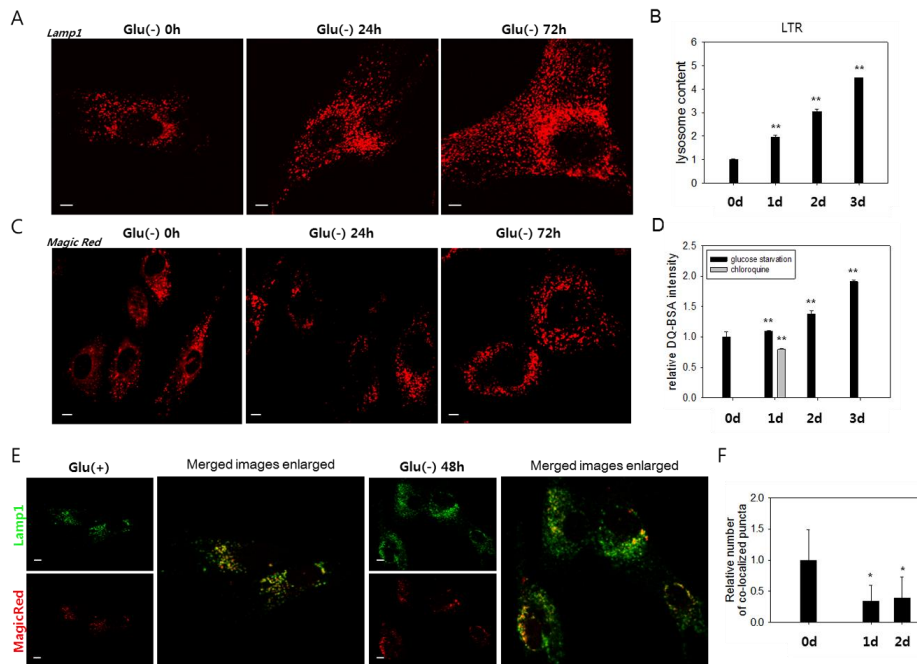 A
Lamp1
Glu(-) 0h
Glu(-) 24h
Glu(-) 72h
B
LTR
lysosome content
6
5
4
3
2
1
0
**
**
**
0d
1d
2d
3d
C
Magic Red
Glu(-) 0h
Glu(-) 24h
Glu(-) 72h
D
relative DQ-BSA intensity
2.5
2.0
1.5
1.0
0.5
0.0
glucose starvation
chloroquine
**
**
**
**
0d
1d
2d
3d
E
Glu(+)
Merged images enlarged
Glu(-) 48h
Merged images enlarged
Lamp1
MagicRed
F
Relative number
of co-localized puncta
2.0
1.5
1.0
0.5
0.0
*
*
0d
1d
2d